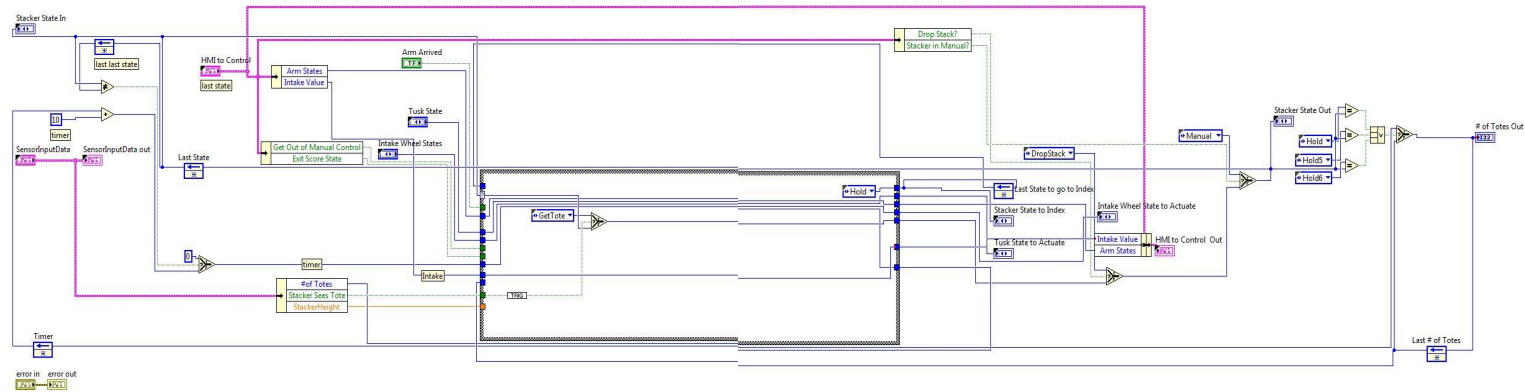 Stacker State In
last last state
HMI to Control
last state
Arm States
Intake Value
Arm Arrived
TF
Tusk State
Intake Wheel States
Get Out of Manual Control
Exit Score State
10
timer
SensorInputData
SensorInputData out
Last State
0
timer
Intake
#of Totes
Stacker Sees Tote
StackerHeight
TRIG
GetTote
Hold
Timer
error in
error out
Drop Stack?
Stacker in Manual?
Manual
DropStack
Last State to go to Index
Stacker State to Index
Tusk State to Actuate
Intake Wheel State to Actuate
Intake Value
Arm States
HMI to Control Out
Stacker State Out
Hold
Hold5
Hold6
# of Totes Out
I32
Last # of Totes